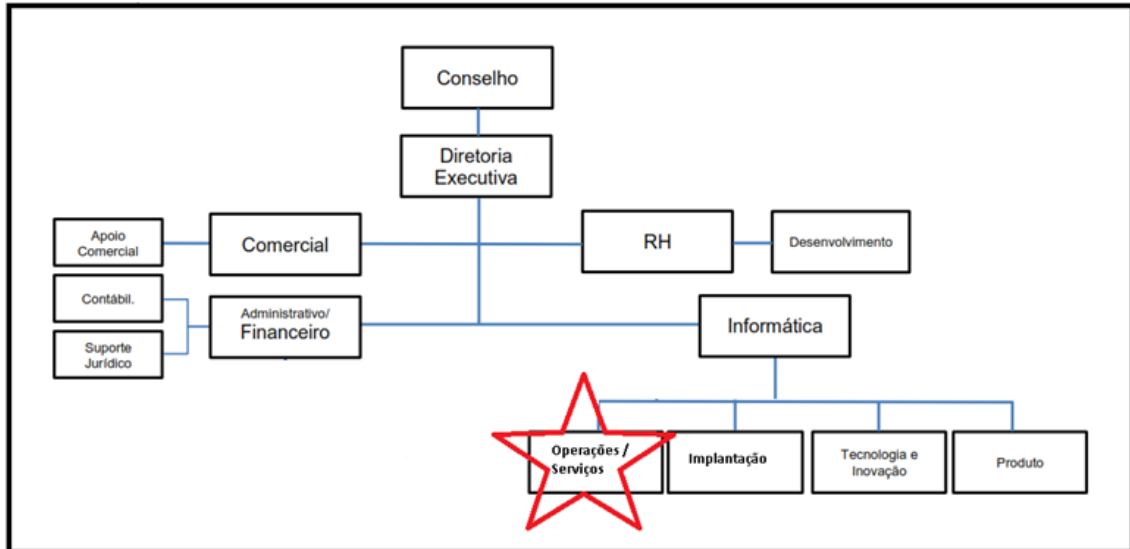 Conselho
Diretoria
Executiva
Apoio
Comercial
Comercial
RH
Desenvolvimento
Contábil.
Suporte
Jurídico
Administrativo/
Financeiro
Informática
Operações /
Serviços
Implantação
Tecnologia e
Inovação
Produto